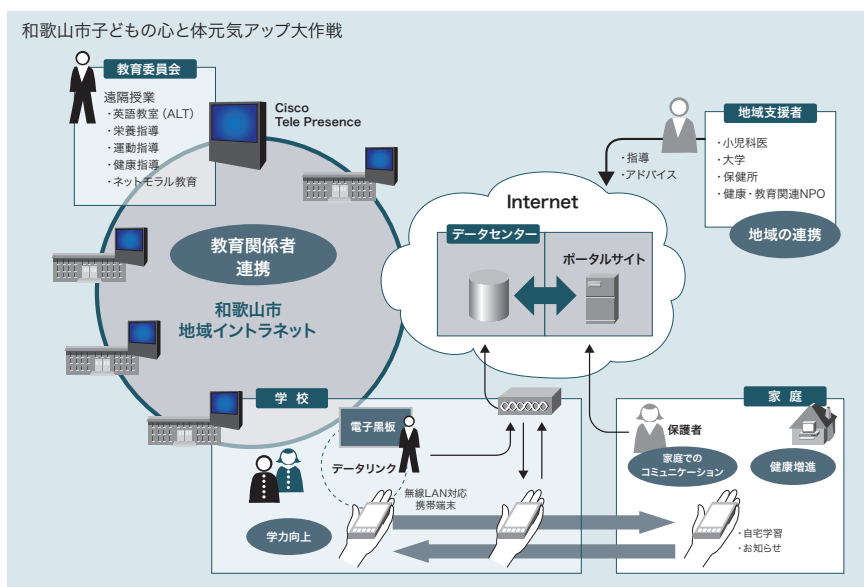 和歌山市子どもの心と体元気アップ大作戦
教育委員会
遠隔授業
・英語教室（ALT）
・栄養指導
・運動指導
・健康指導
・ネットモラル教育
Cisco
Tele Presence
教育関係者
連携
和歌山市
地域イントラネット
Internet
データセンター
ポータルサイト
・指導
・アドバイス
地域支援者
・小児科医
・大学
・保健所
・健康・教育関連NPO
地域の連携
学 校
電子黒板
データリンク
無線LAN対応
携帯端末
学力向上
家 庭
保護者
家庭での
コミュニケーション
健康増進
・自宅学習
・お知らせ